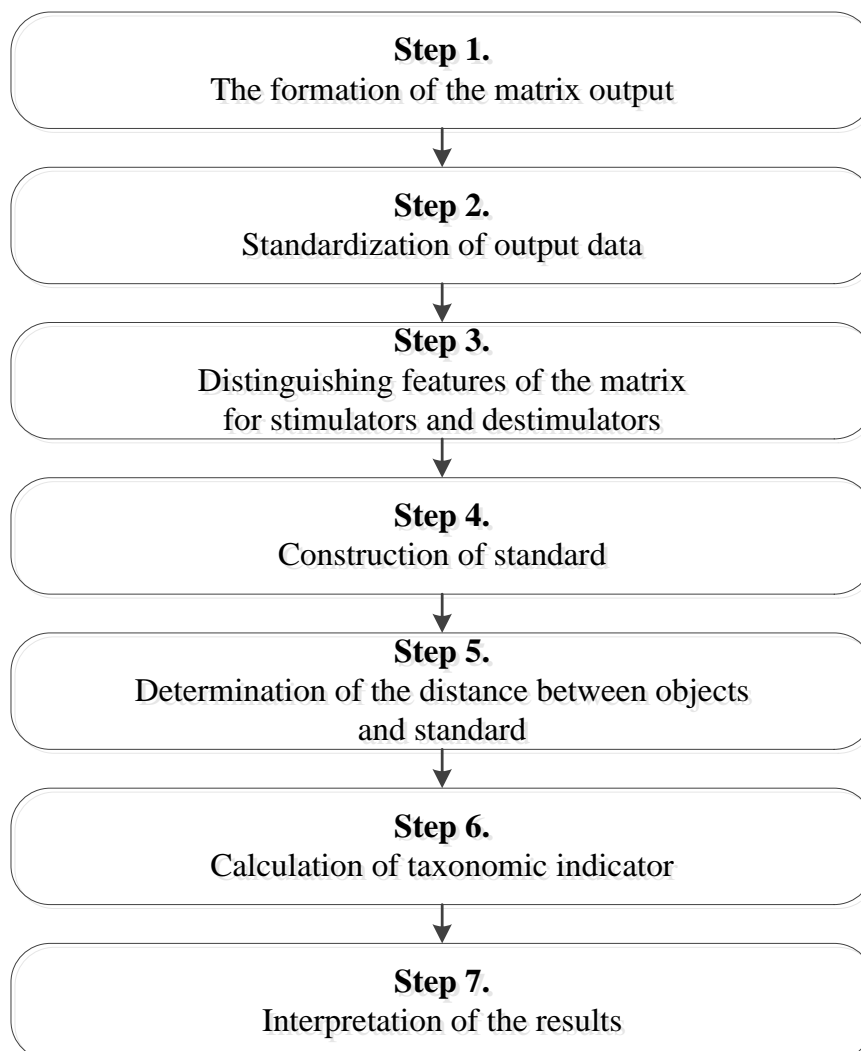 Step 1.
The formation of the matrix output
Step 2.
Standardization of output data
Step 3.
Distinguishing features of the matrix
for stimulators and destimulators
Step 4.
Construction of standard
Step 5.
Determination of the distance between objects
and standard
Step 6.
Calculation of taxonomic indicator
Step 7.
Interpretation of the results